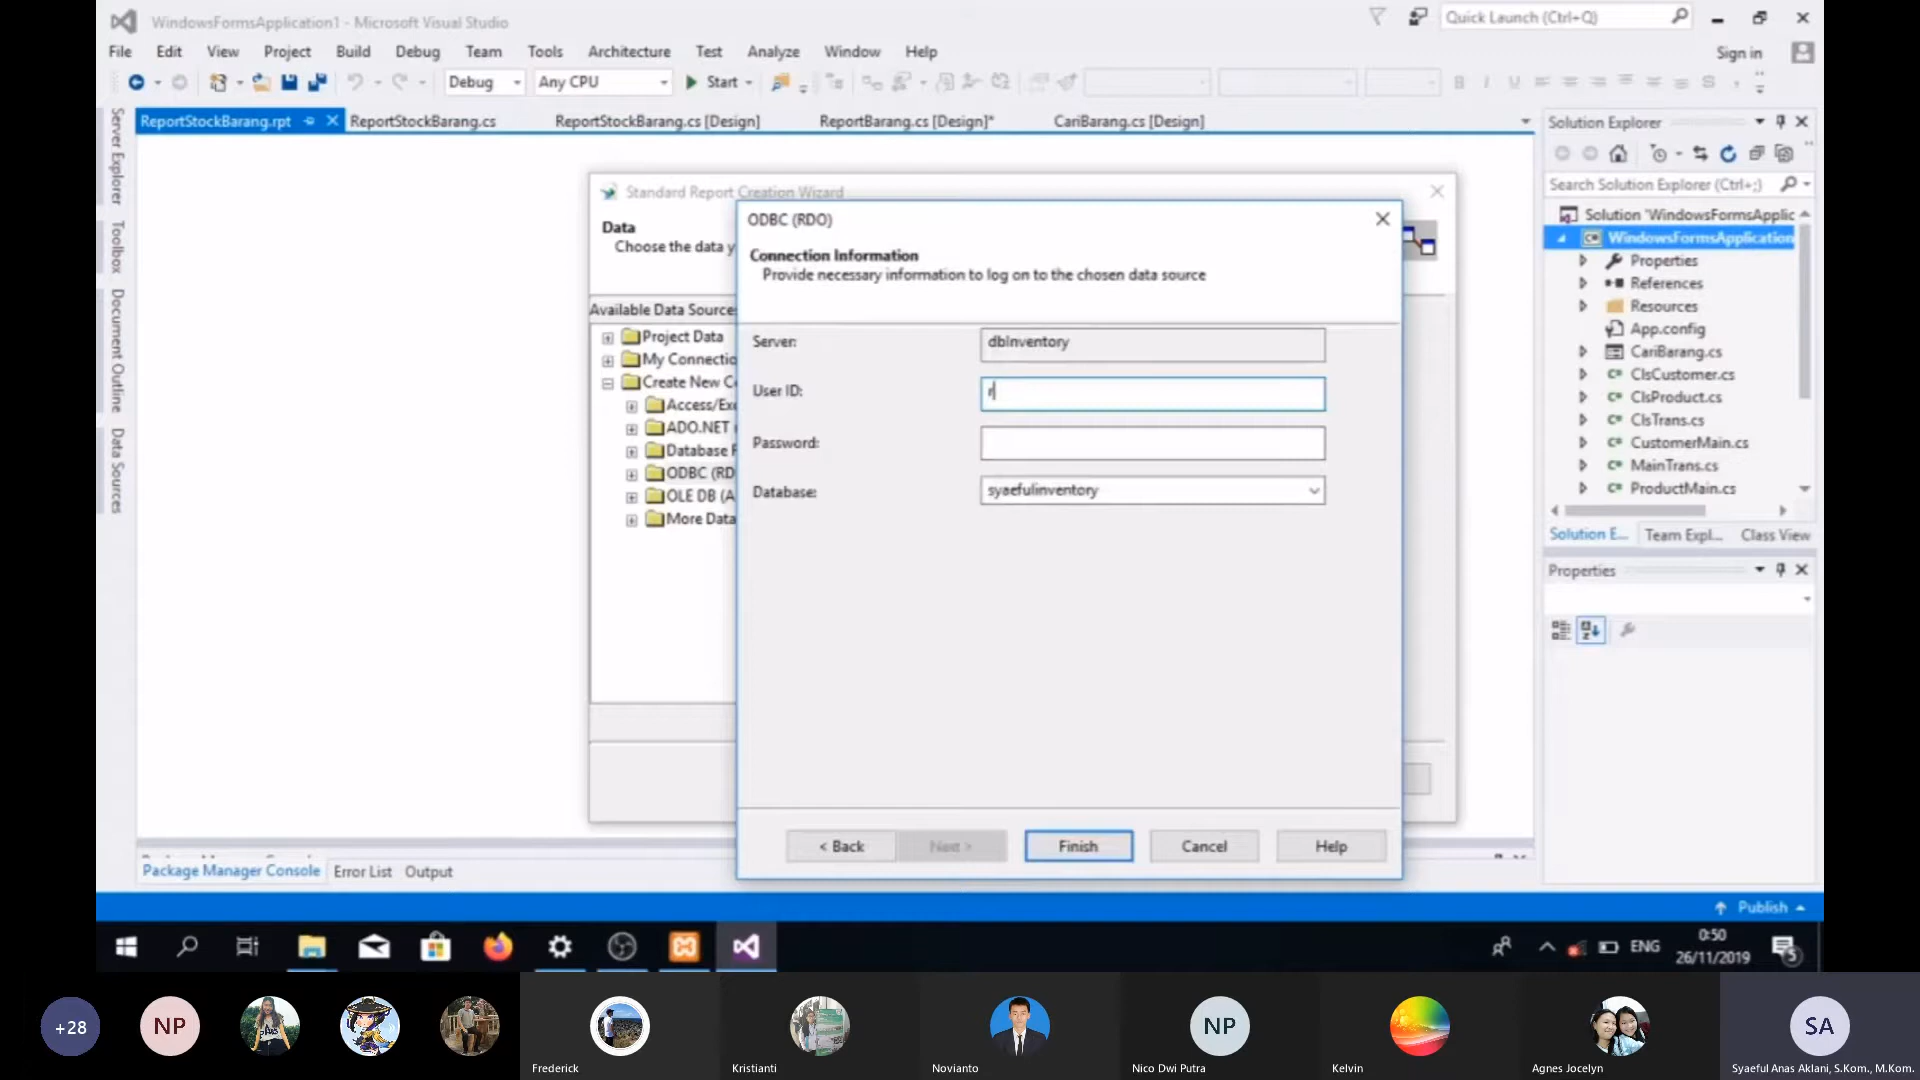 WindowsFormsApplication1 - Microsoft Visual Studio
Quick Launch (Ctrl+Q)
File Edit View Project Build Debug Team Tools Architecture Test Analyze Window Help
Sign in
Debug Any CPU Start
Server Explorer
Toolbox
Document Outline
Data Sources
ReportStockBarang.rpt ReportStockBarang.cs ReportStockBarang.cs [Design] ReportBarang.cs [Design]* CariBarang.cs [Design]
Standard Report Creation Wizard
Data
Choose the data y
Available Data Source
Project Data
My Connectio
Create New C
Access/Exc
ADO.NET
Database
ODBC (RD
OLE DB (A
More Data
ODBC (RDO)
Connection Information
Provide necessary information to log on to the chosen data source
Server: dbInventory
User ID: r
Password:
Database: syaefulinventory
< Back Next > Finish Cancel Help
Solution Explorer
Search Solution Explorer (Ctrl+;)
Solution 'WindowsFormsApplic
WindowsFormsApplication
Properties
References
Resources
App.config
CariBarang.cs
ClsCustomer.cs
ClsProduct.cs
ClsTrans.cs
CustomerMain.cs
MainTrans.cs
ProductMain.cs
Solution E... Team Expl... Class View
Properties
Package Manager Console Error List Output
Publish
ENG
0:50
26/11/2019
5
+28
NP
NP
SA
Frederick Kristianti Novianto Nico Dwi Putra Kelvin Agnes Jocelyn Syaeful Anas Aklani, S.Kom., M.Kom.